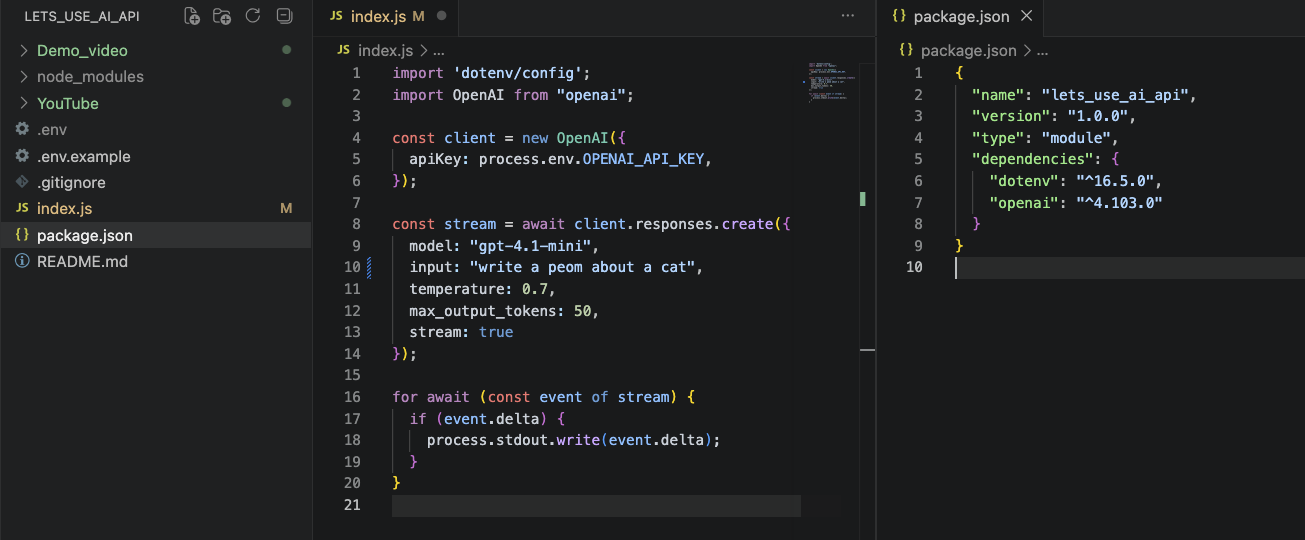 LETS_USE_AI_API
Demo_video
node_modules
YouTube
.env
.env.example
.gitignore
JS index.js M
{} package.json
README.md
JS index.js M
JS index.js > ...
1 import 'dotenv/config';
2 import OpenAI from "openai";
3
4 const client = new OpenAI({
5 apiKey: process.env.OPENAI_API_KEY,
6 });
7
8 const stream = await client.responses.create({
9 model: "gpt-4.1-mini",
10 input: "write a peom about a cat",
11 temperature: 0.7,
12 max_output_tokens: 50,
13 stream: true
14 });
15
16 for await (const event of stream) {
17 if (event.delta) {
18 process.stdout.write(event.delta);
19 }
20 }
21
{} package.json
{} package.json > ...
1 {
2 "name": "lets_use_ai_api",
3 "version": "1.0.0",
4 "type": "module",
5 "dependencies": {
6 "dotenv": "^16.5.0",
7 "openai": "^4.103.0"
8 }
9 }
10